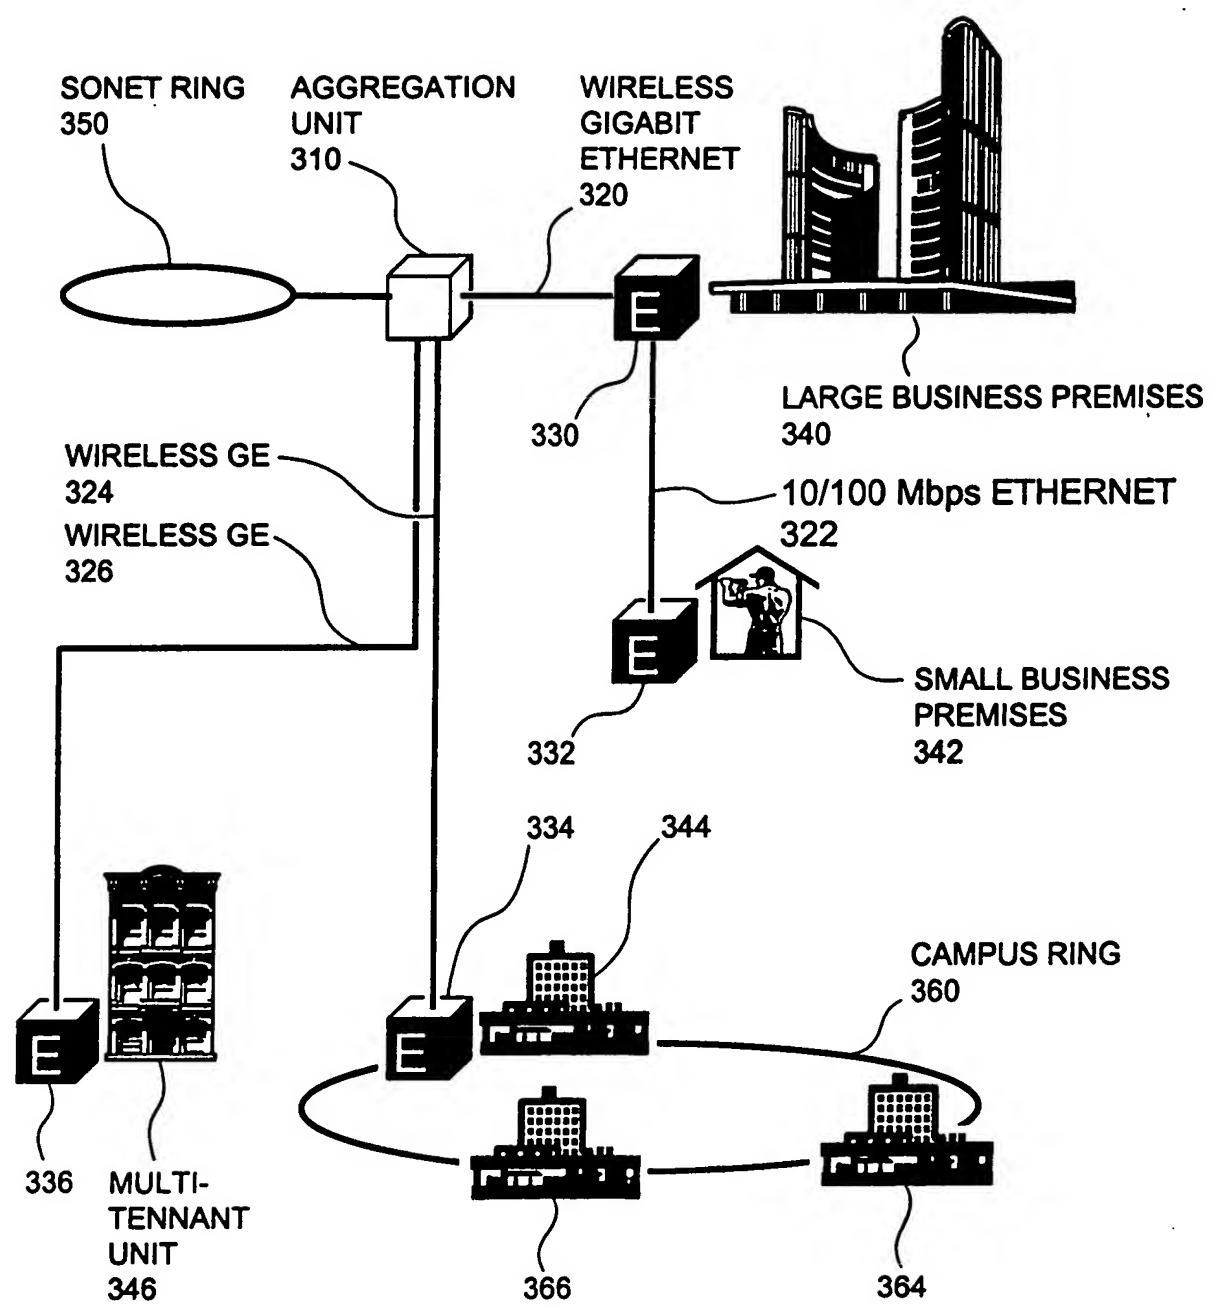 SONET RING
350
AGGREGATION
UNIT
310
WIRELESS
GIGABIT
ETHERNET
320
E
330
LARGE BUSINESS PREMISES
340
WIRELESS GE
324
10/100 Mbps ETHERNET
322
WIRELESS GE
326
E
332
SMALL BUSINESS
PREMISES
342
334
344
CAMPUS RING
360
E
E
336
MULTI-
TENNANT
UNIT
346
366
364